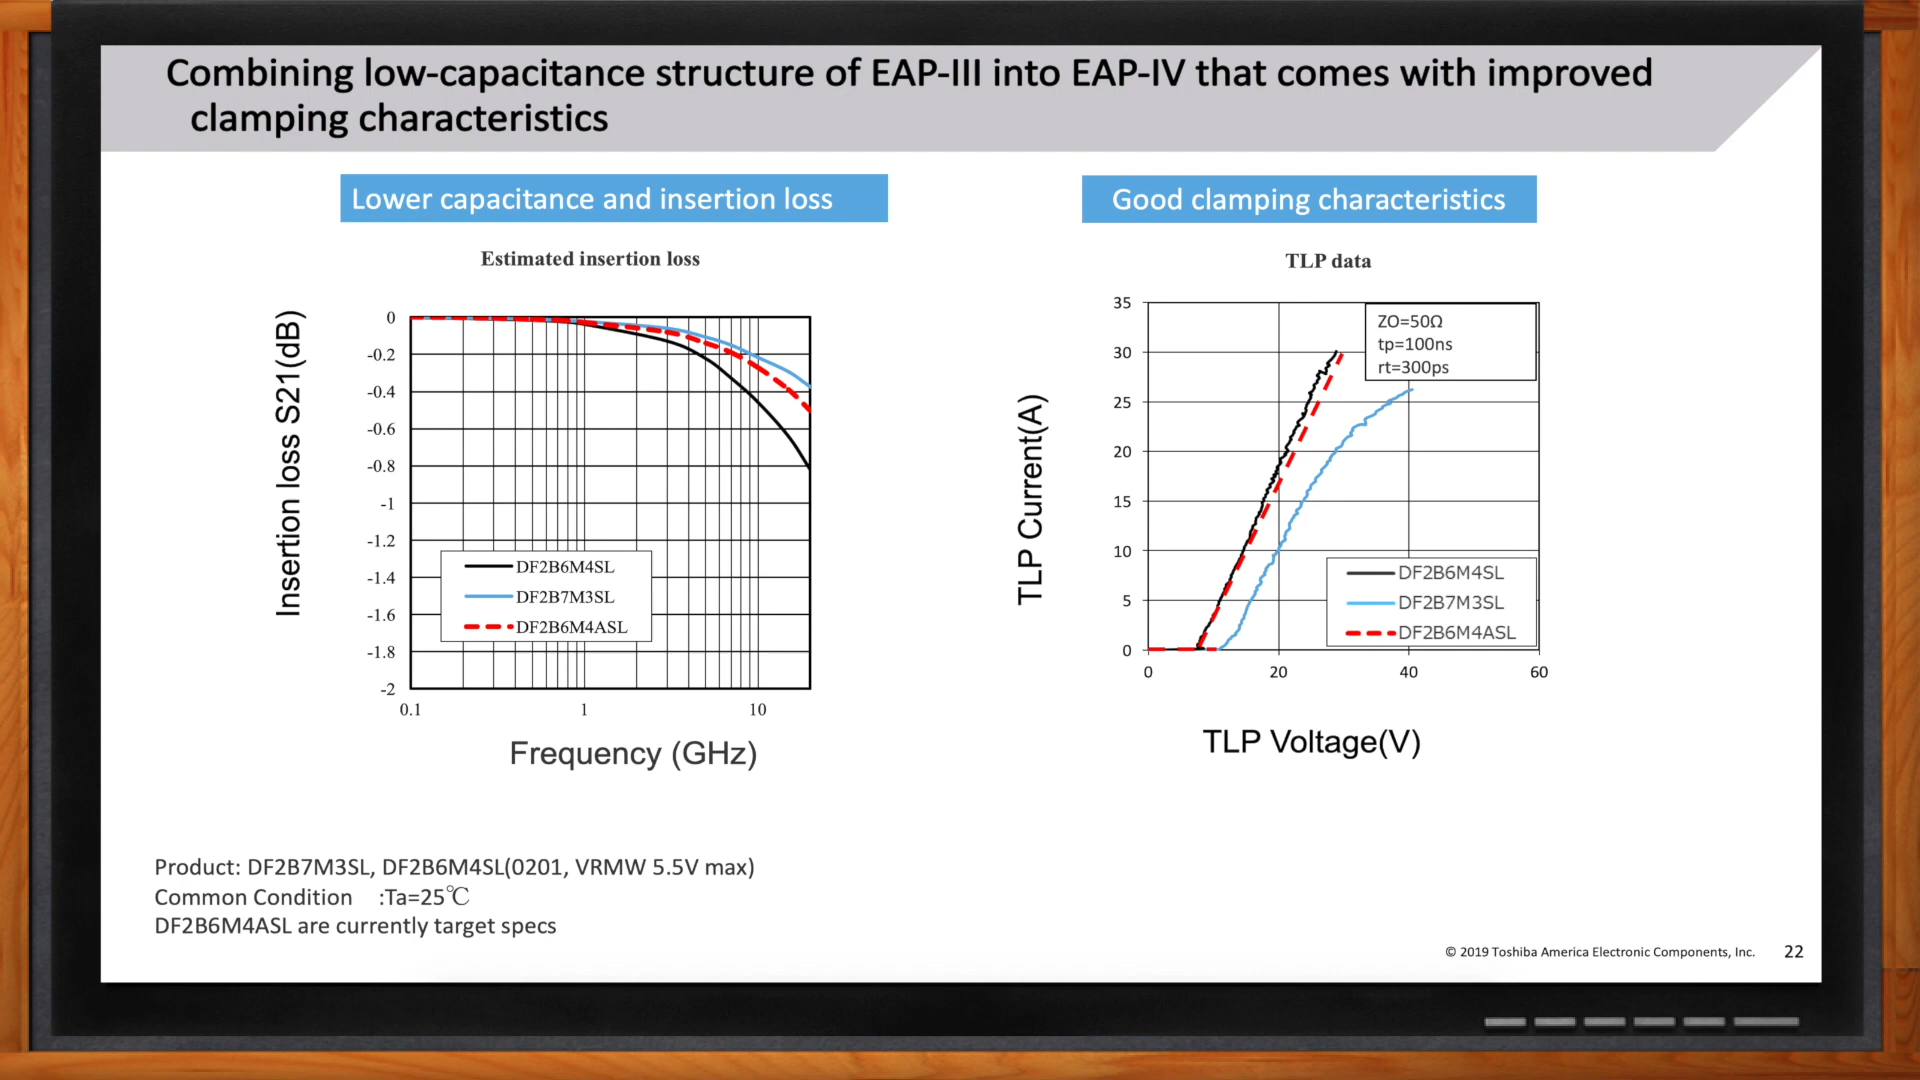 Combining low-capacitance structure of EAP-III into EAP-IV that comes with improved
clamping characteristics
Lower capacitance and insertion loss
Estimated insertion loss
Insertion loss S21(dB)
0
-0.2
-0.4
-0.6
-0.8
-1
-1.2
-1.4
-1.6
-1.8
-2
DF2B6M4SL
DF2B7M3SL
DF2B6M4ASL
0.1 1 10
Frequency (GHz)
Good clamping characteristics
TLP data
TLP Current(A)
35
30
25
20
15
10
5
0
ZO=50Ω
tp=100ns
rt=300ps
DF2B6M4SL
DF2B7M3SL
DF2B6M4ASL
0 20 40 60
TLP Voltage(V)
Product: DF2B7M3SL, DF2B6M4SL(0201, VRMW 5.5V max)
Common Condition :Ta=25℃
DF2B6M4ASL are currently target specs
© 2019 Toshiba America Electronic Components, Inc. 22